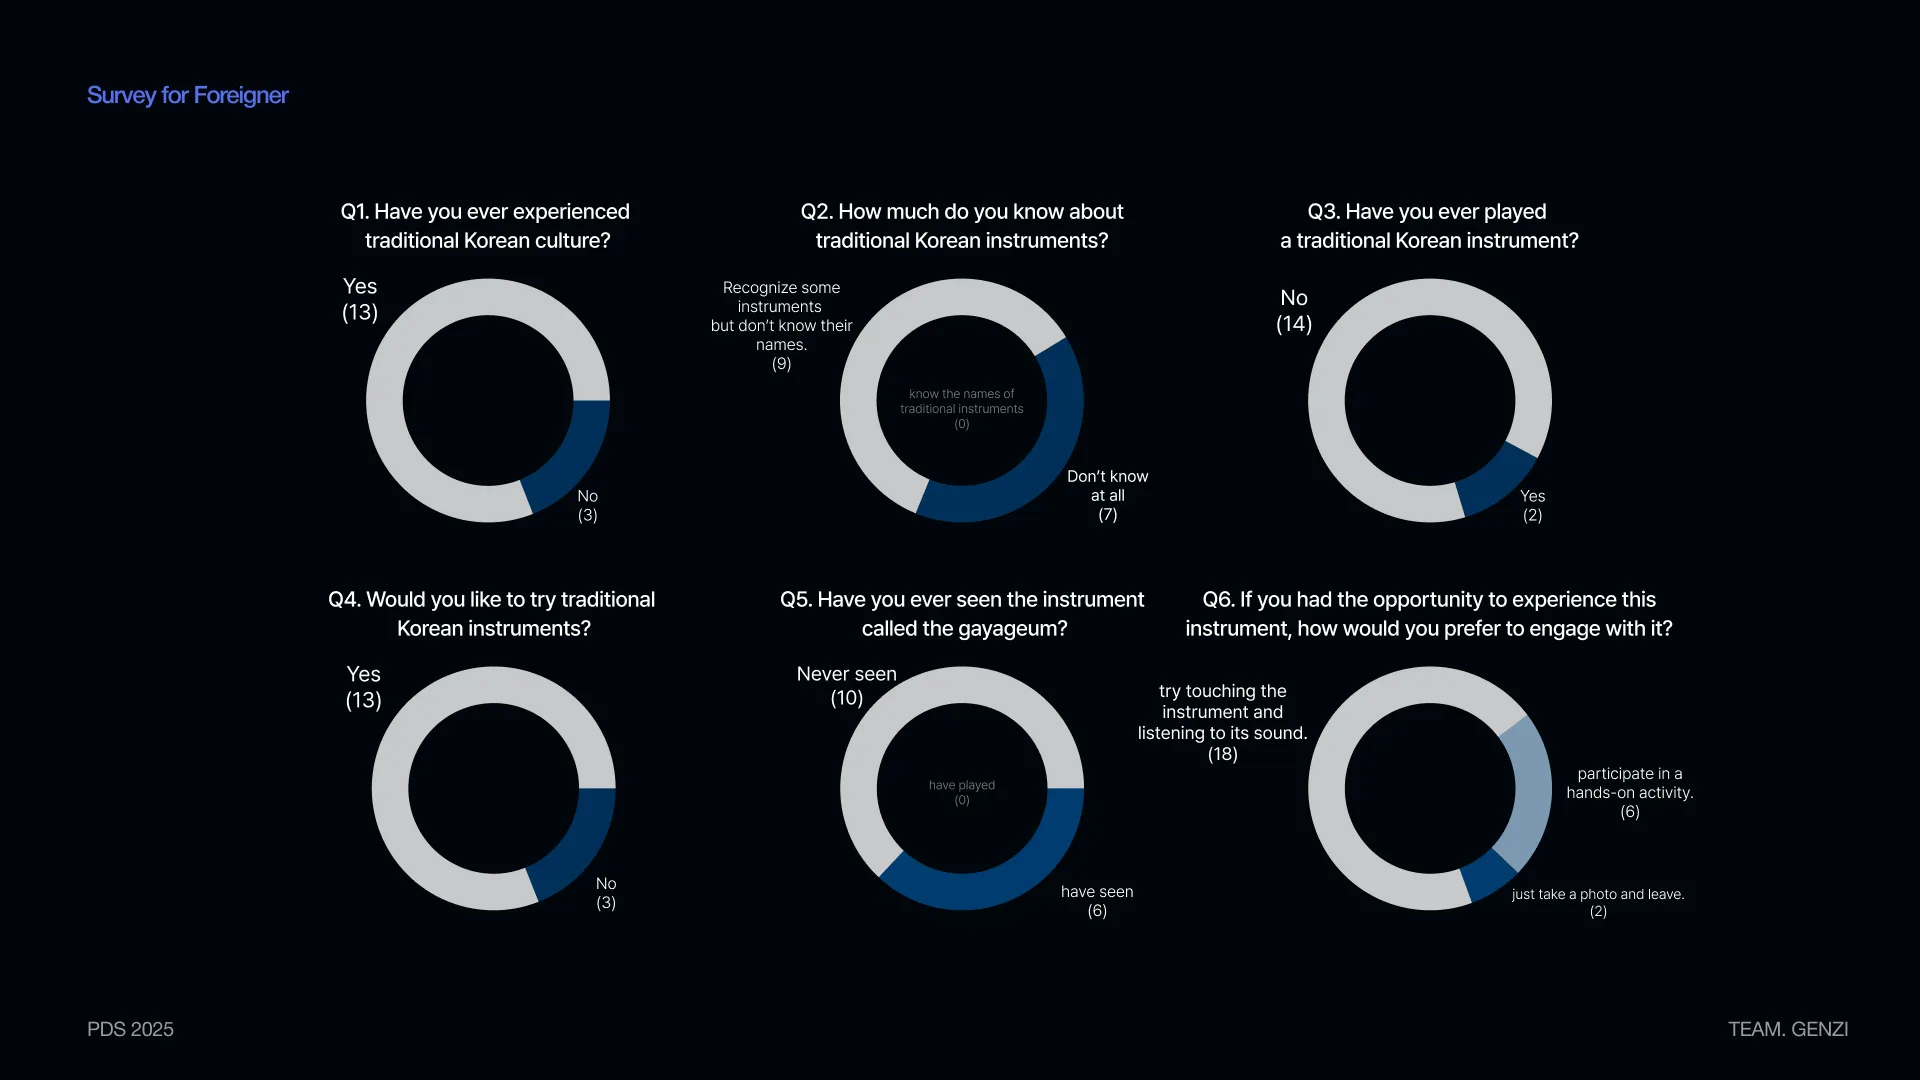 Survey for Foreigner
Q1. Have you ever experienced
traditional Korean culture?
Yes
(13)
No
(3)
Q2. How much do you know about
traditional Korean instruments?
Recognize some
instruments
but don’t know their
names.
(9)
know the names of
traditional instruments
(0)
Don’t know
at all
(7)
Q3. Have you ever played
a traditional Korean instrument?
No
(14)
Yes
(2)
Q4. Would you like to try traditional
Korean instruments?
Yes
(13)
No
(3)
Q5. Have you ever seen the instrument
called the gayageum?
Never seen
(10)
have played
(0)
have seen
(6)
Q6. If you had the opportunity to experience this
instrument, how would you prefer to engage with it?
try touching the
instrument and
listening to its sound.
(18)
participate in a
hands-on activity.
(6)
just take a photo and leave.
(2)
PDS 2025
TEAM. GENZI